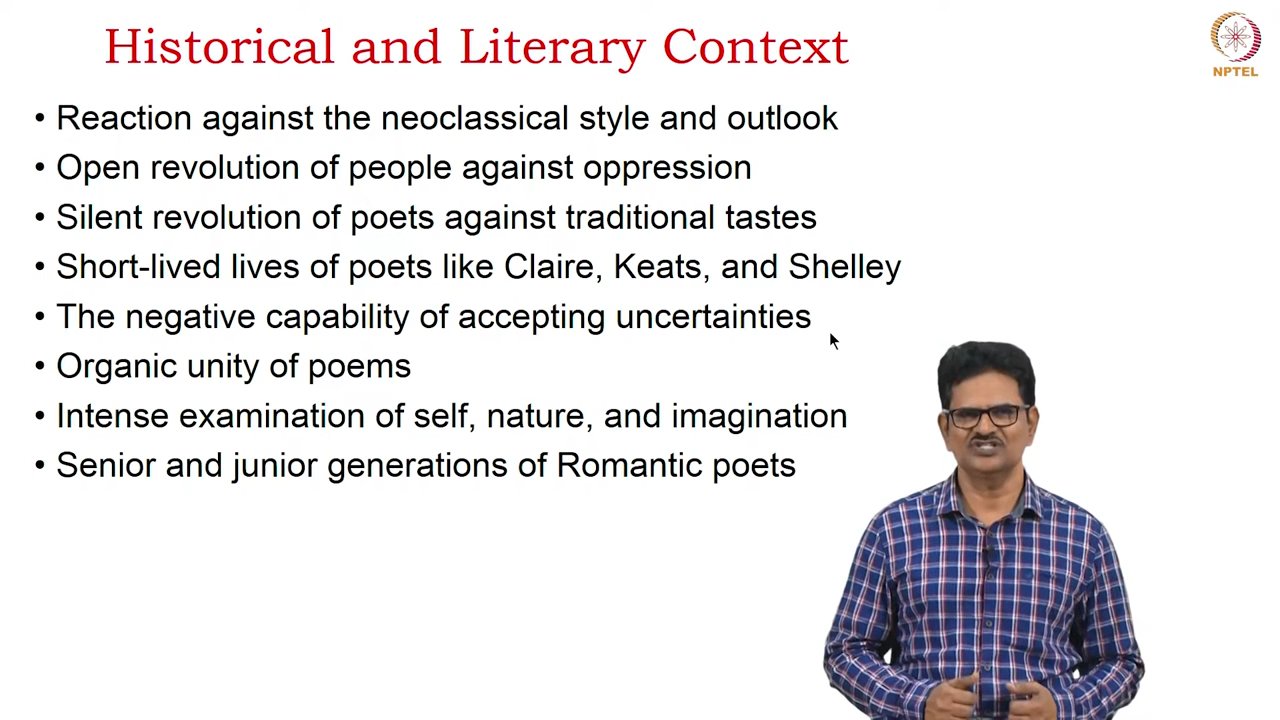 Historical and Literary Context
NPTEL
• Reaction against the neoclassical style and outlook
• Open revolution of people against oppression
• Silent revolution of poets against traditional tastes
• Short-lived lives of poets like Claire, Keats, and Shelley
• The negative capability of accepting uncertainties
• Organic unity of poems
• Intense examination of self, nature, and imagination
• Senior and junior generations of Romantic poets